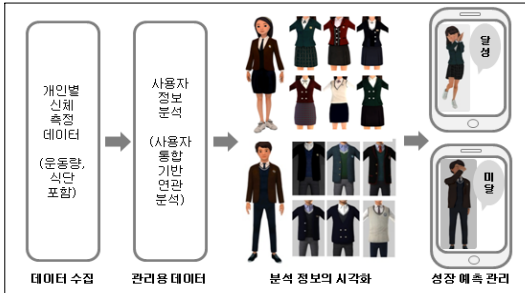 개인별
신체
측정
데이터
(운동량,
식단
포함)
사용자
정보
분석
(사용자
통합
기반
연관
분석)
달
성
미
달
데이터 수집
관리용 데이터
분석 정보의 시각화
성장 예측 관리